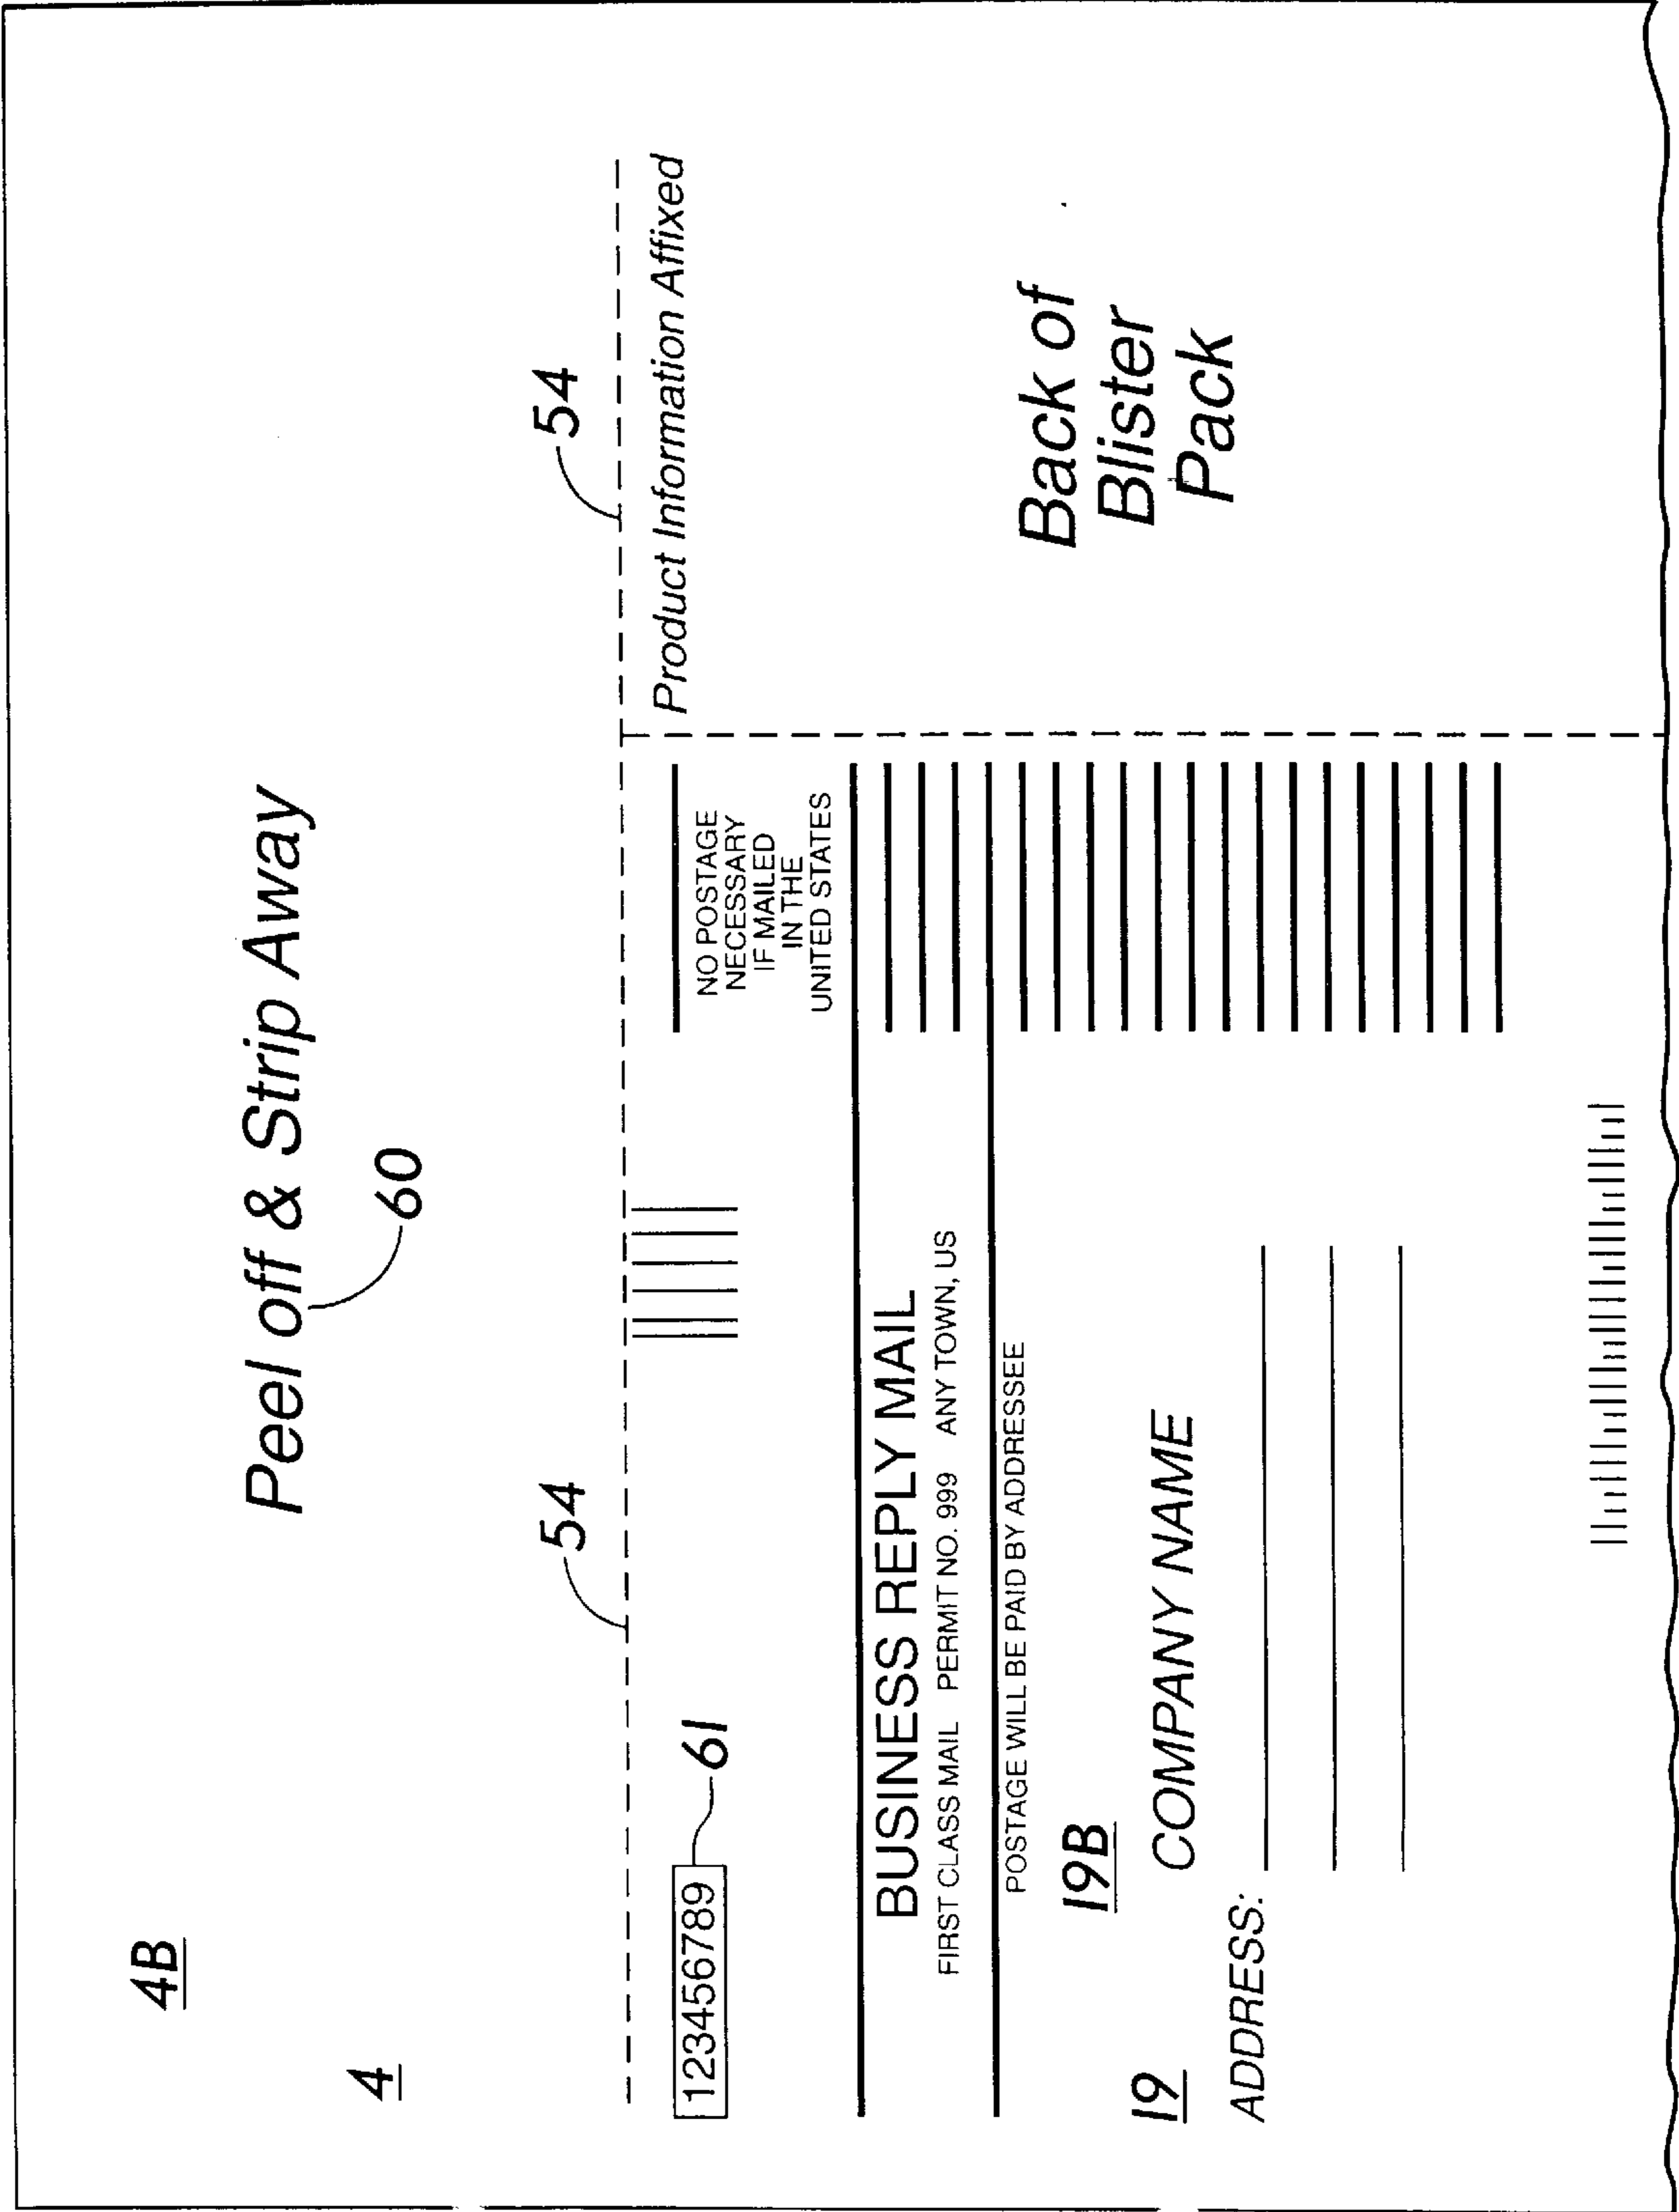 4B
4
Peel off & Strip Away
60
54
54
123456789
61
Product Information Affixed
NO POSTAGE
NECESSARY
IF MAILED
IN THE
UNITED STATES
BUSINESS REPLY MAIL
FIRST CLASS MAIL PERMIT NO. 999 ANY TOWN, US
POSTAGE WILL BE PAID BY ADDRESSEE
19B
19
COMPANY NAME
ADDRESS:
Back of
Blister
Pack